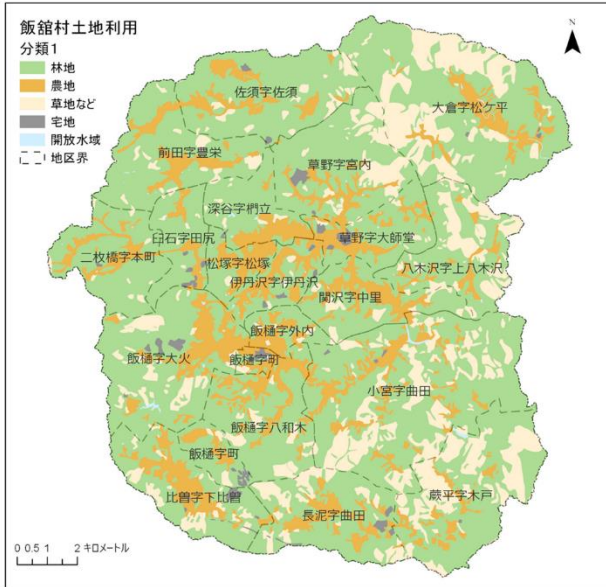 飯舘村土地利用
分類1
林地
農地
草地など
宅地
開放水域
地区界
N
佐須字佐須
大倉字松ケ平
前田字豊栄
草野字宮内
深谷字椚立
臼石字田尻
草野字大師堂
二枚橋字本町
松塚字松塚
八木沢字上八木沢
伊丹沢字伊丹沢
関沢字中里
飯樋字外内
飯樋字大火
飯樋字町
小宮字曲田
飯樋字八和木
飯樋字町
比曽字下比曽
蕨平字木戸
長泥字曲田
0 0.5 1 2 キロメートル